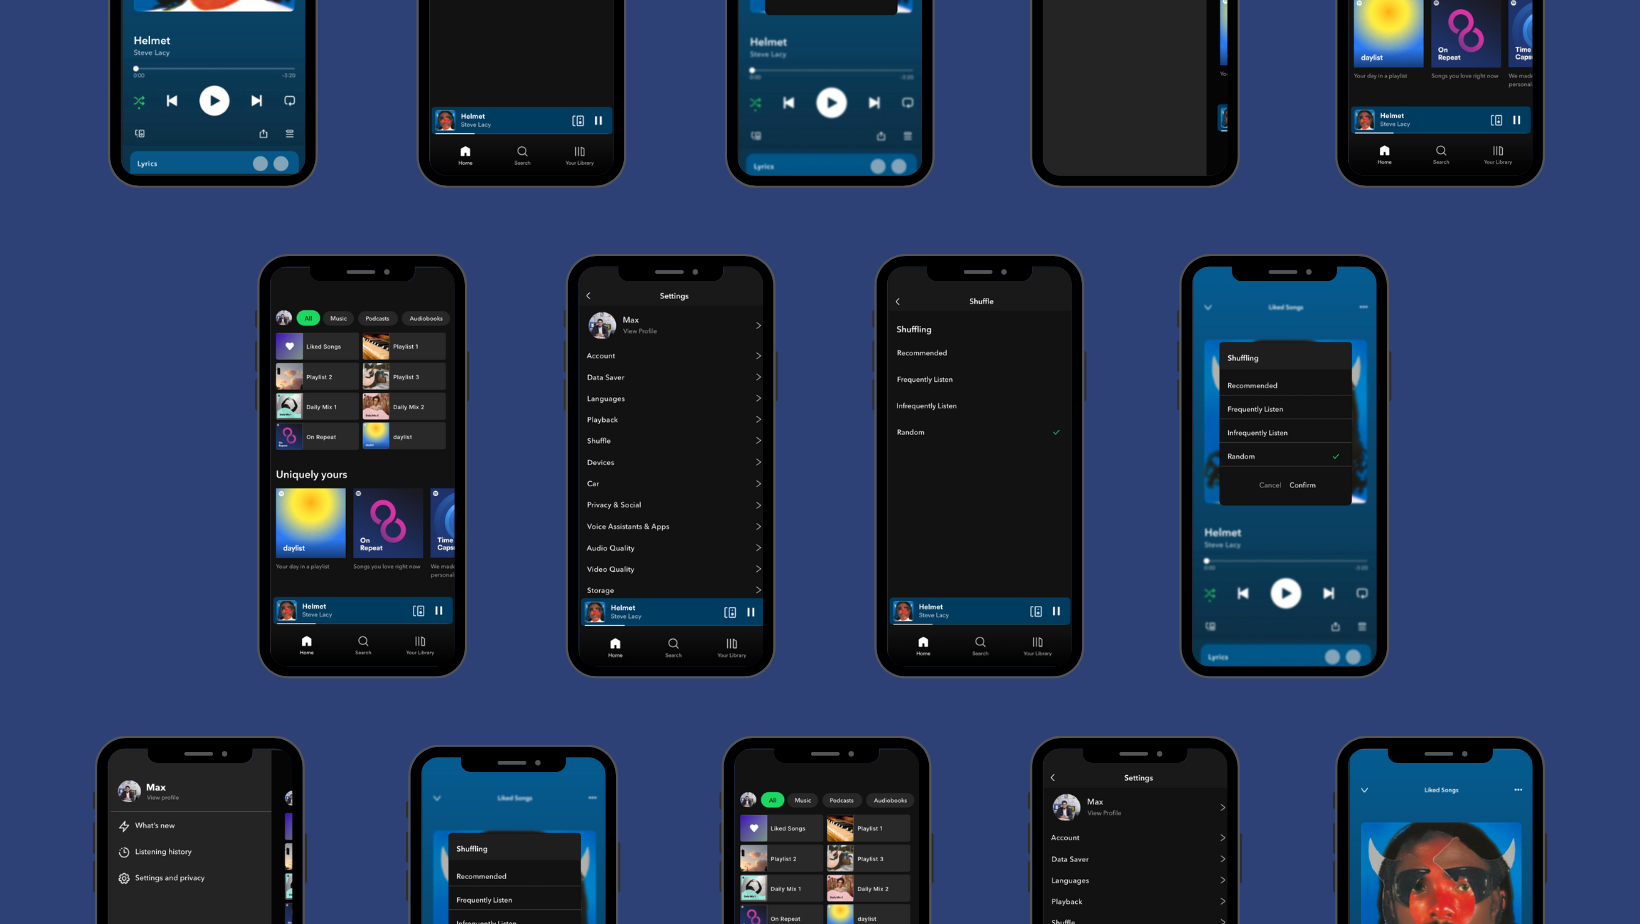 Helmet
Steve Lacy
0:00
-3:20
Lyrics
Helmet
Steve Lacy
Home
Search
Your Library
Helmet
Steve Lacy
0:00
Lyrics
daylist
On
Repeat
Time
Caps
Your day in a playlist
Songs you love right now
We made
personal
Helmet
Steve Lacy
Home
Search
Your Library
All
Music
Podcasts
Audiobooks
Liked Songs
Playlist 1
Playlist 2
Playlist 3
Daily Mix 1
Daily Mix 2
On Repeat
daylist
Uniquely yours
daylist
On
Repeat
Time
Caps
Your day in a playlist
Songs you love right now
We made
personal
Helmet
Steve Lacy
Home
Search
Your Library
Settings
Max
View Profile
Account
Data Saver
Languages
Playback
Shuffle
Devices
Car
Privacy & Social
Voice Assistants & Apps
Audio Quality
Video Quality
Storage
Helmet
Steve Lacy
Home
Search
Your Library
Shuffle
Shuffling
Recommended
Frequently Listen
Infrequently Listen
Random
Helmet
Steve Lacy
Home
Search
Your Library
Liked Songs
Shuffling
Recommended
Frequently Listen
Infrequently Listen
Random
Cancel Confirm
Helmet
Steve Lacy
0:00
Lyrics
Max
View profile
What's new
Listening history
Settings and privacy
Liked Songs
Shuffling
Recommended
Frequently Listen
Infrequently Listen
All
Music
Podcasts
Audiobooks
Liked Songs
Playlist 1
Playlist 2
Playlist 3
Daily Mix 1
Daily Mix 2
On Repeat
daylist
Settings
Max
View Profile
Account
Data Saver
Languages
Playback
Shuffle
Liked Songs